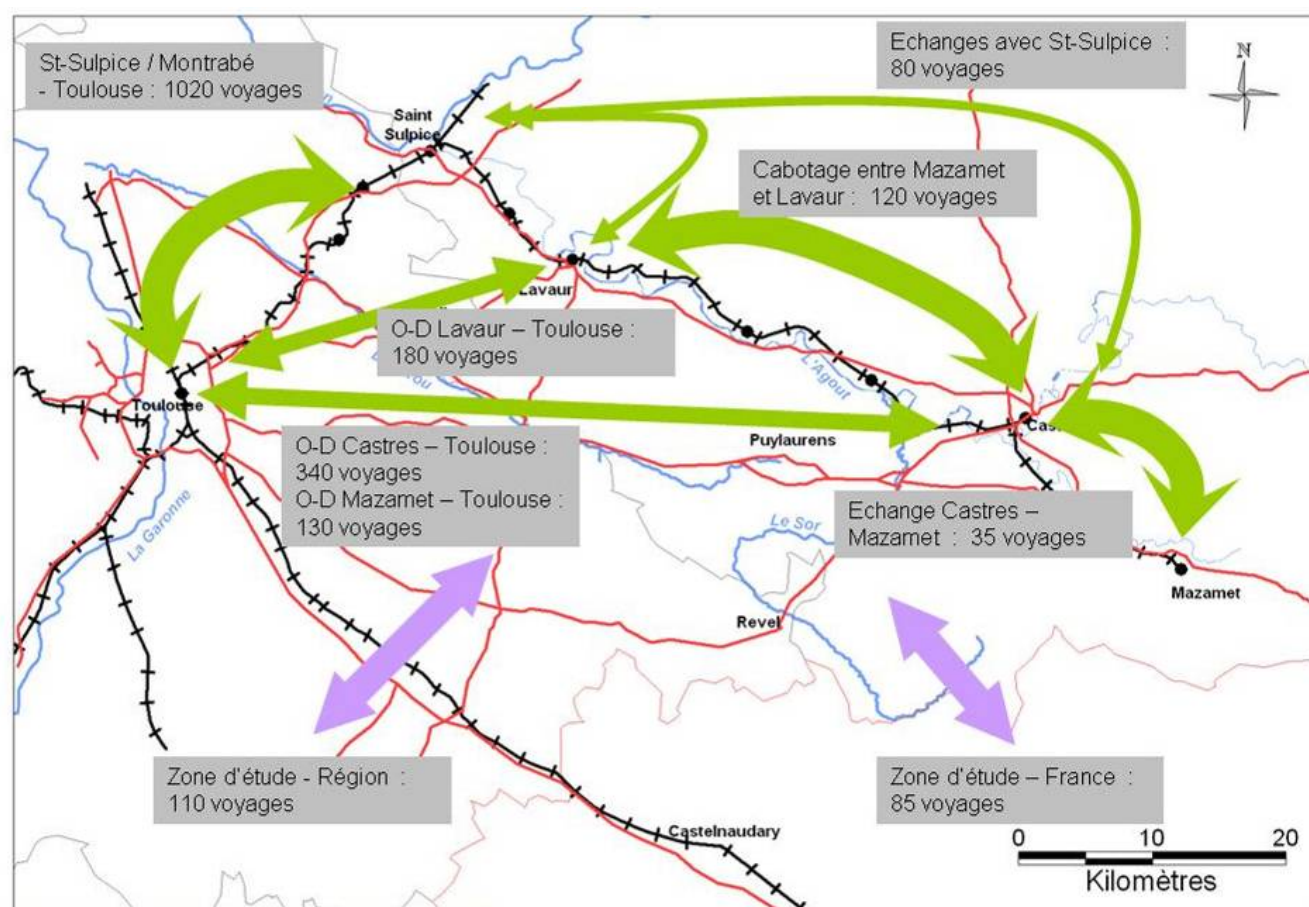 St-Sulpice / Montrabé
- Toulouse : 1020 voyages
Echanges avec St-Sulpice :
80 voyages
N
Saint
Sulpice
Cabotage entre Mazamet
et Lavaur : 120 voyages
Lavaur
O-D Lavaur – Toulouse :
180 voyages
L'Agout
Toulouse
Puylaurens
O-D Castres – Toulouse :
340 voyages
O-D Mazamet – Toulouse :
130 voyages
La Garonne
Le Sor
Echange Castres –
Mazamet : 35 voyages
Mazamet
Revel
Zone d'étude - Région :
110 voyages
Zone d'étude – France :
85 voyages
Castelnaudary
0 10 20
Kilomètres